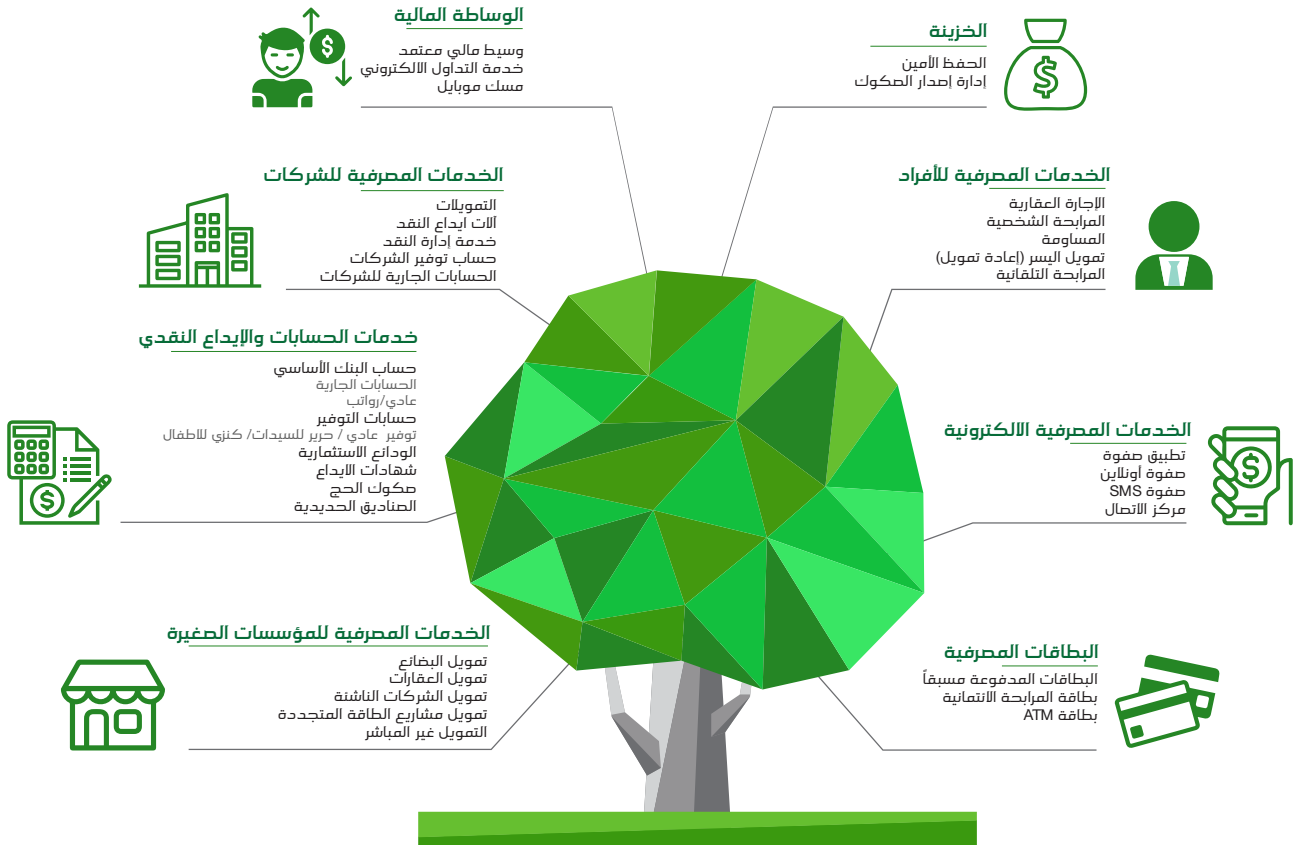 الخزينة
الحفظ الأمين
إدارة إصدار الصكوك
الوساطة المالية
وسيط مالي معتمد
خدمة التداول الالكتروني
مسك موبايل
الخدمات المصرفية للأفراد
الإجارة العقارية
المرابحة الشخصية
المساومة
تمويل اليسر (إعادة تمويل)
المرابحة التلقائية
الخدمات المصرفية للشركات
التمويلات
آلات ايداع النقد
خدمة إدارة النقد
حساب توفير الشركات
الحسابات الجارية للشركات
الخدمات المصرفية الالكترونية
تطبيق صفوة
صفوة أونلاين
صفوة SMS
مركز الاتصال
خدمات الحسابات والإيداع النقدي
حساب البنك الأساسي
الحسابات الجارية
عادي/رواتب
حسابات التوفير
توفير عادي / حرير للسيدات/ كنزي للاطفال
الودائع الاستثمارية
شهادات الايداع
صكوك الحج
الصناديق الحديدية
البطاقات المصرفية
البطاقات المدفوعة مسبقاً
بطاقة المرابحة الائتمانية
بطاقة ATM
الخدمات المصرفية للمؤسسات الصغيرة
تمويل البضائع
تمويل العقارات
تمويل الشركات الناشئة
تمويل مشاريع الطاقة المتجددة
التمويل غير المباشر